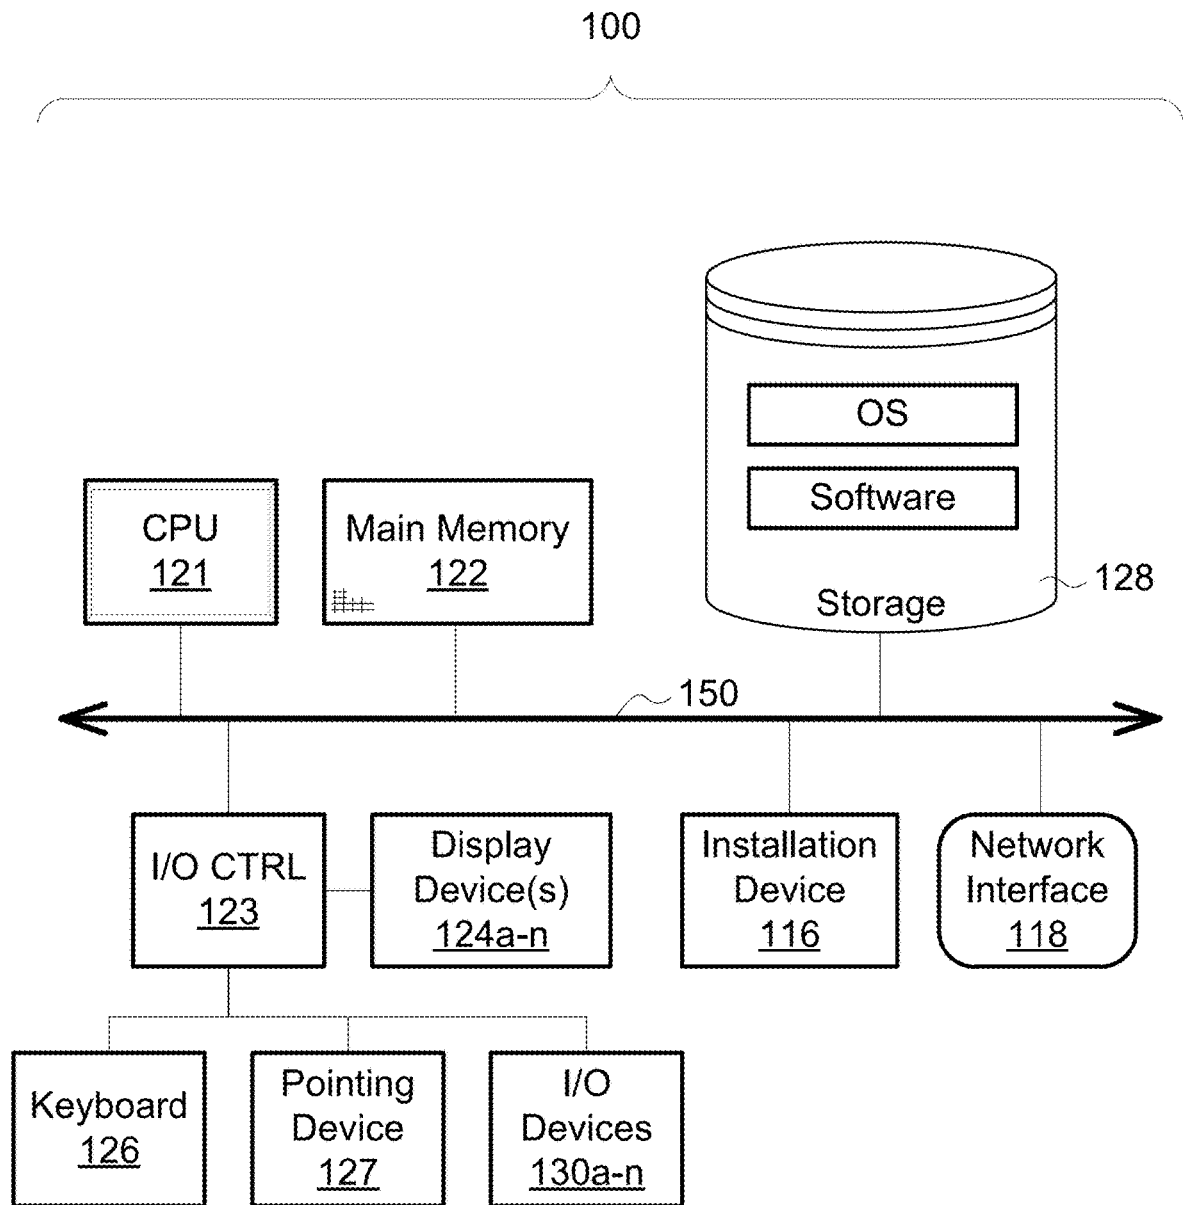 100
OS
Software
Storage
128
CPU
121
Main Memory
122
150
I/O CTRL
123
Display
Device(s)
124a-n
Installation
Device
116
Network
Interface
118
Keyboard
126
Pointing
Device
127
I/O
Devices
130a-n